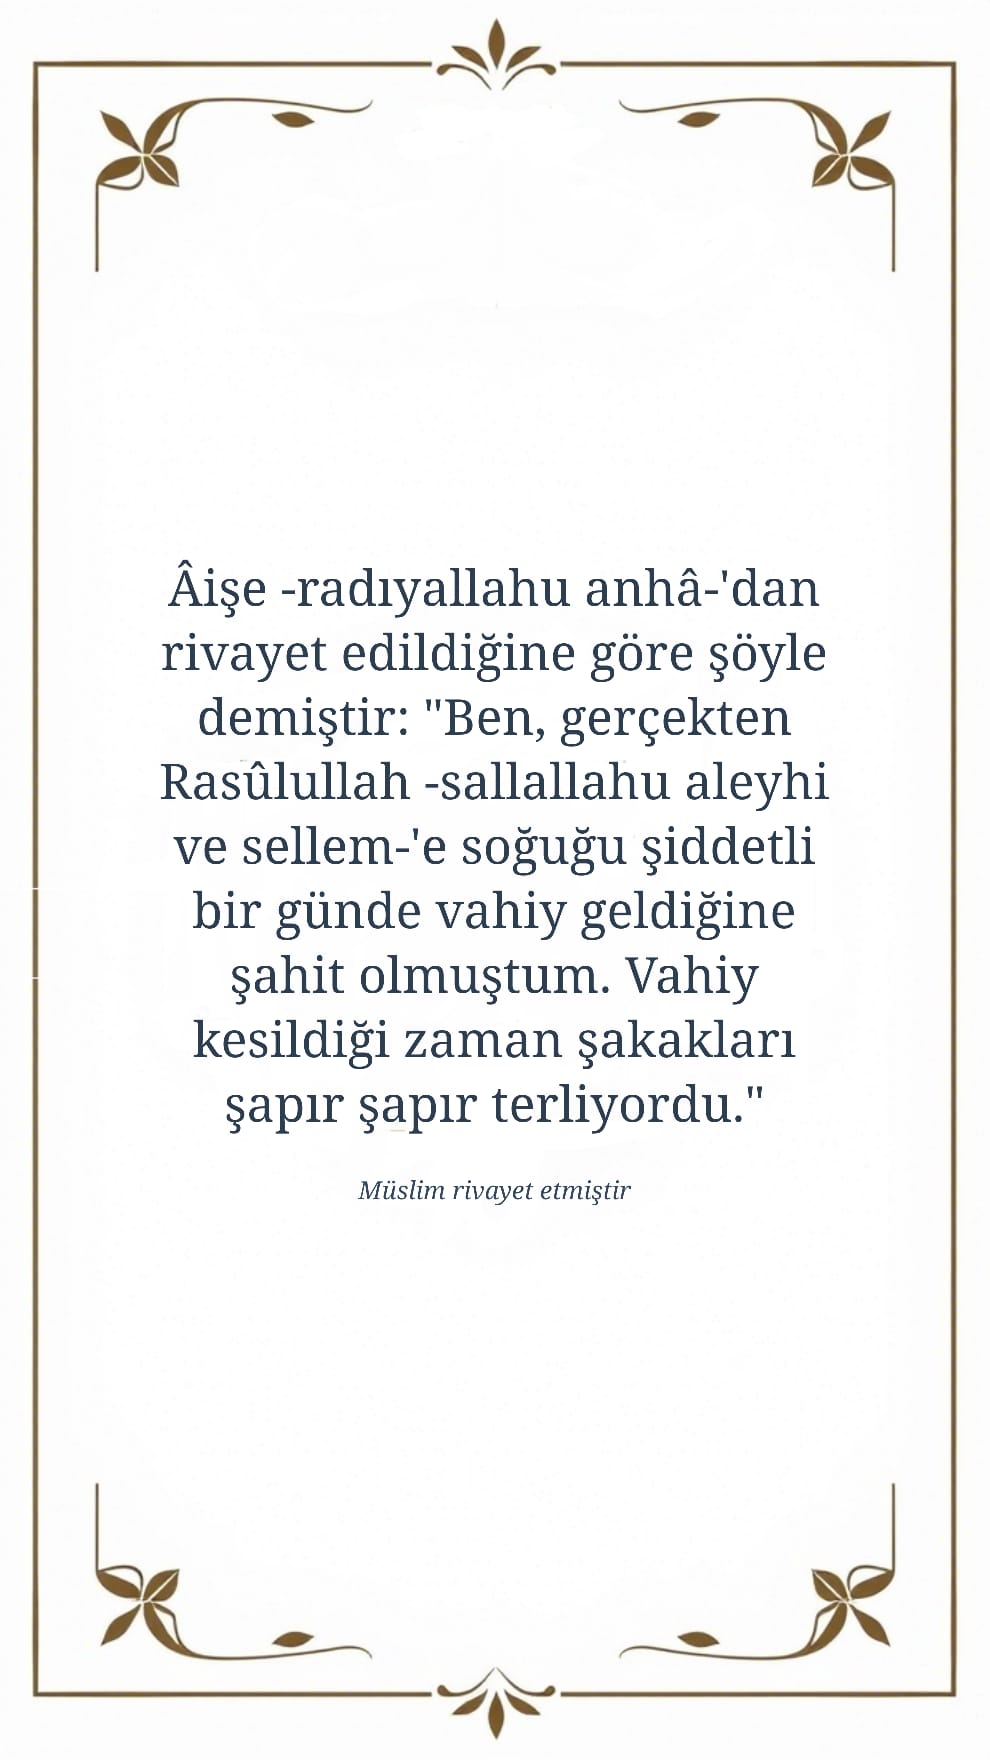 Âişe -radıyallahu anhâ-'dan
rivayet edildiğine göre şöyle
demiştir: "Ben, gerçekten
Rasûlullah -sallallahu aleyhi
ve sellem-'e soğuğu şiddetli
bir günde vahiy geldiğine
şahit olmuştum. Vahiy
kesildiği zaman şakakları
şapır şapır terliyordu."
Müslim rivayet etmiştir